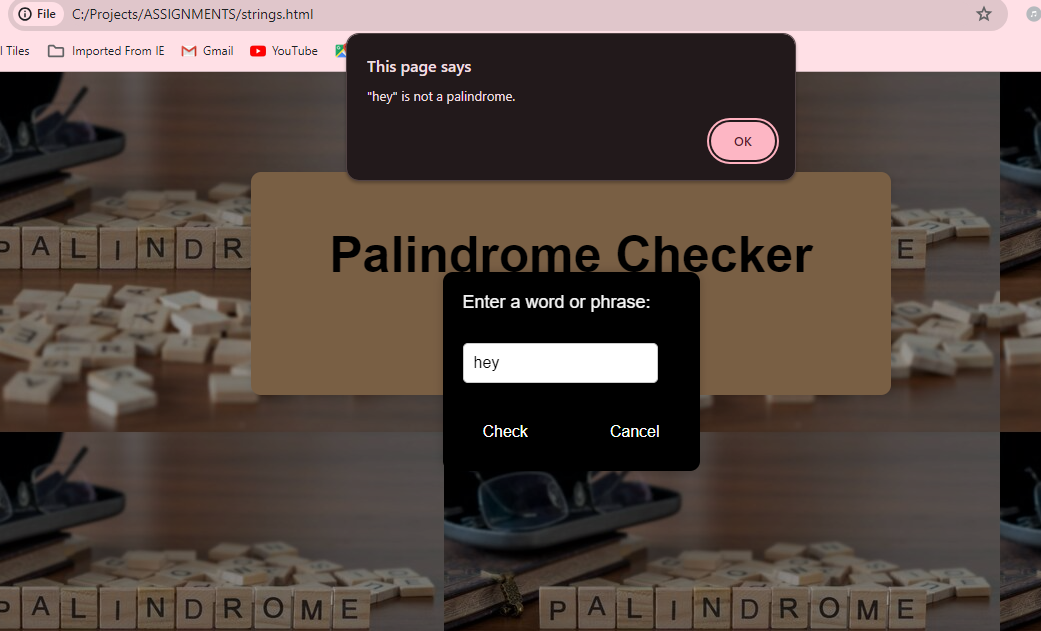 File C:/Projects/ASSIGNMENTS/strings.html
l Tiles Imported From IE Gmail YouTube
This page says
"hey" is not a palindrome.
OK
PALINDR
E
Palindrome Checker
Enter a word or phrase:
hey
Check Cancel
PALINDROME PALINDROME